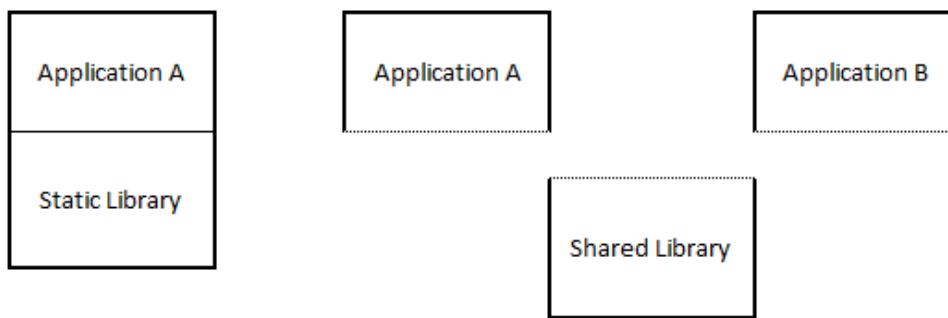 Application A
Application A
Application B
Static Library
Shared Library